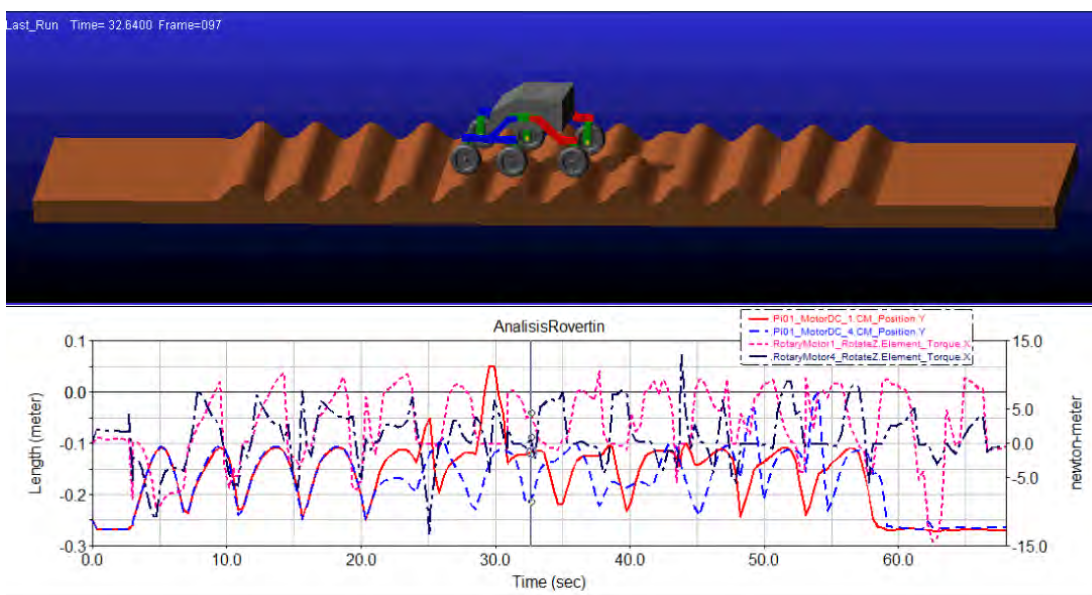 Last_Run Time= 32.6400 Frame=097
AnalisisRovertin
Pi01_MotorDC_1.CM_Position.Y
Pi01_MotorDC_4.CM_Position.Y
RotaryMotor1_RotateZ.Element_Torque.X
RotaryMotor4_RotateZ.Element_Torque.X
Length (meter)
0.1
0.0
-0.1
-0.2
-0.3
15.0
5.0
0.0
-5.0
-15.0
newton-meter
0.0 10.0 20.0 30.0 40.0 50.0 60.0
Time (sec)